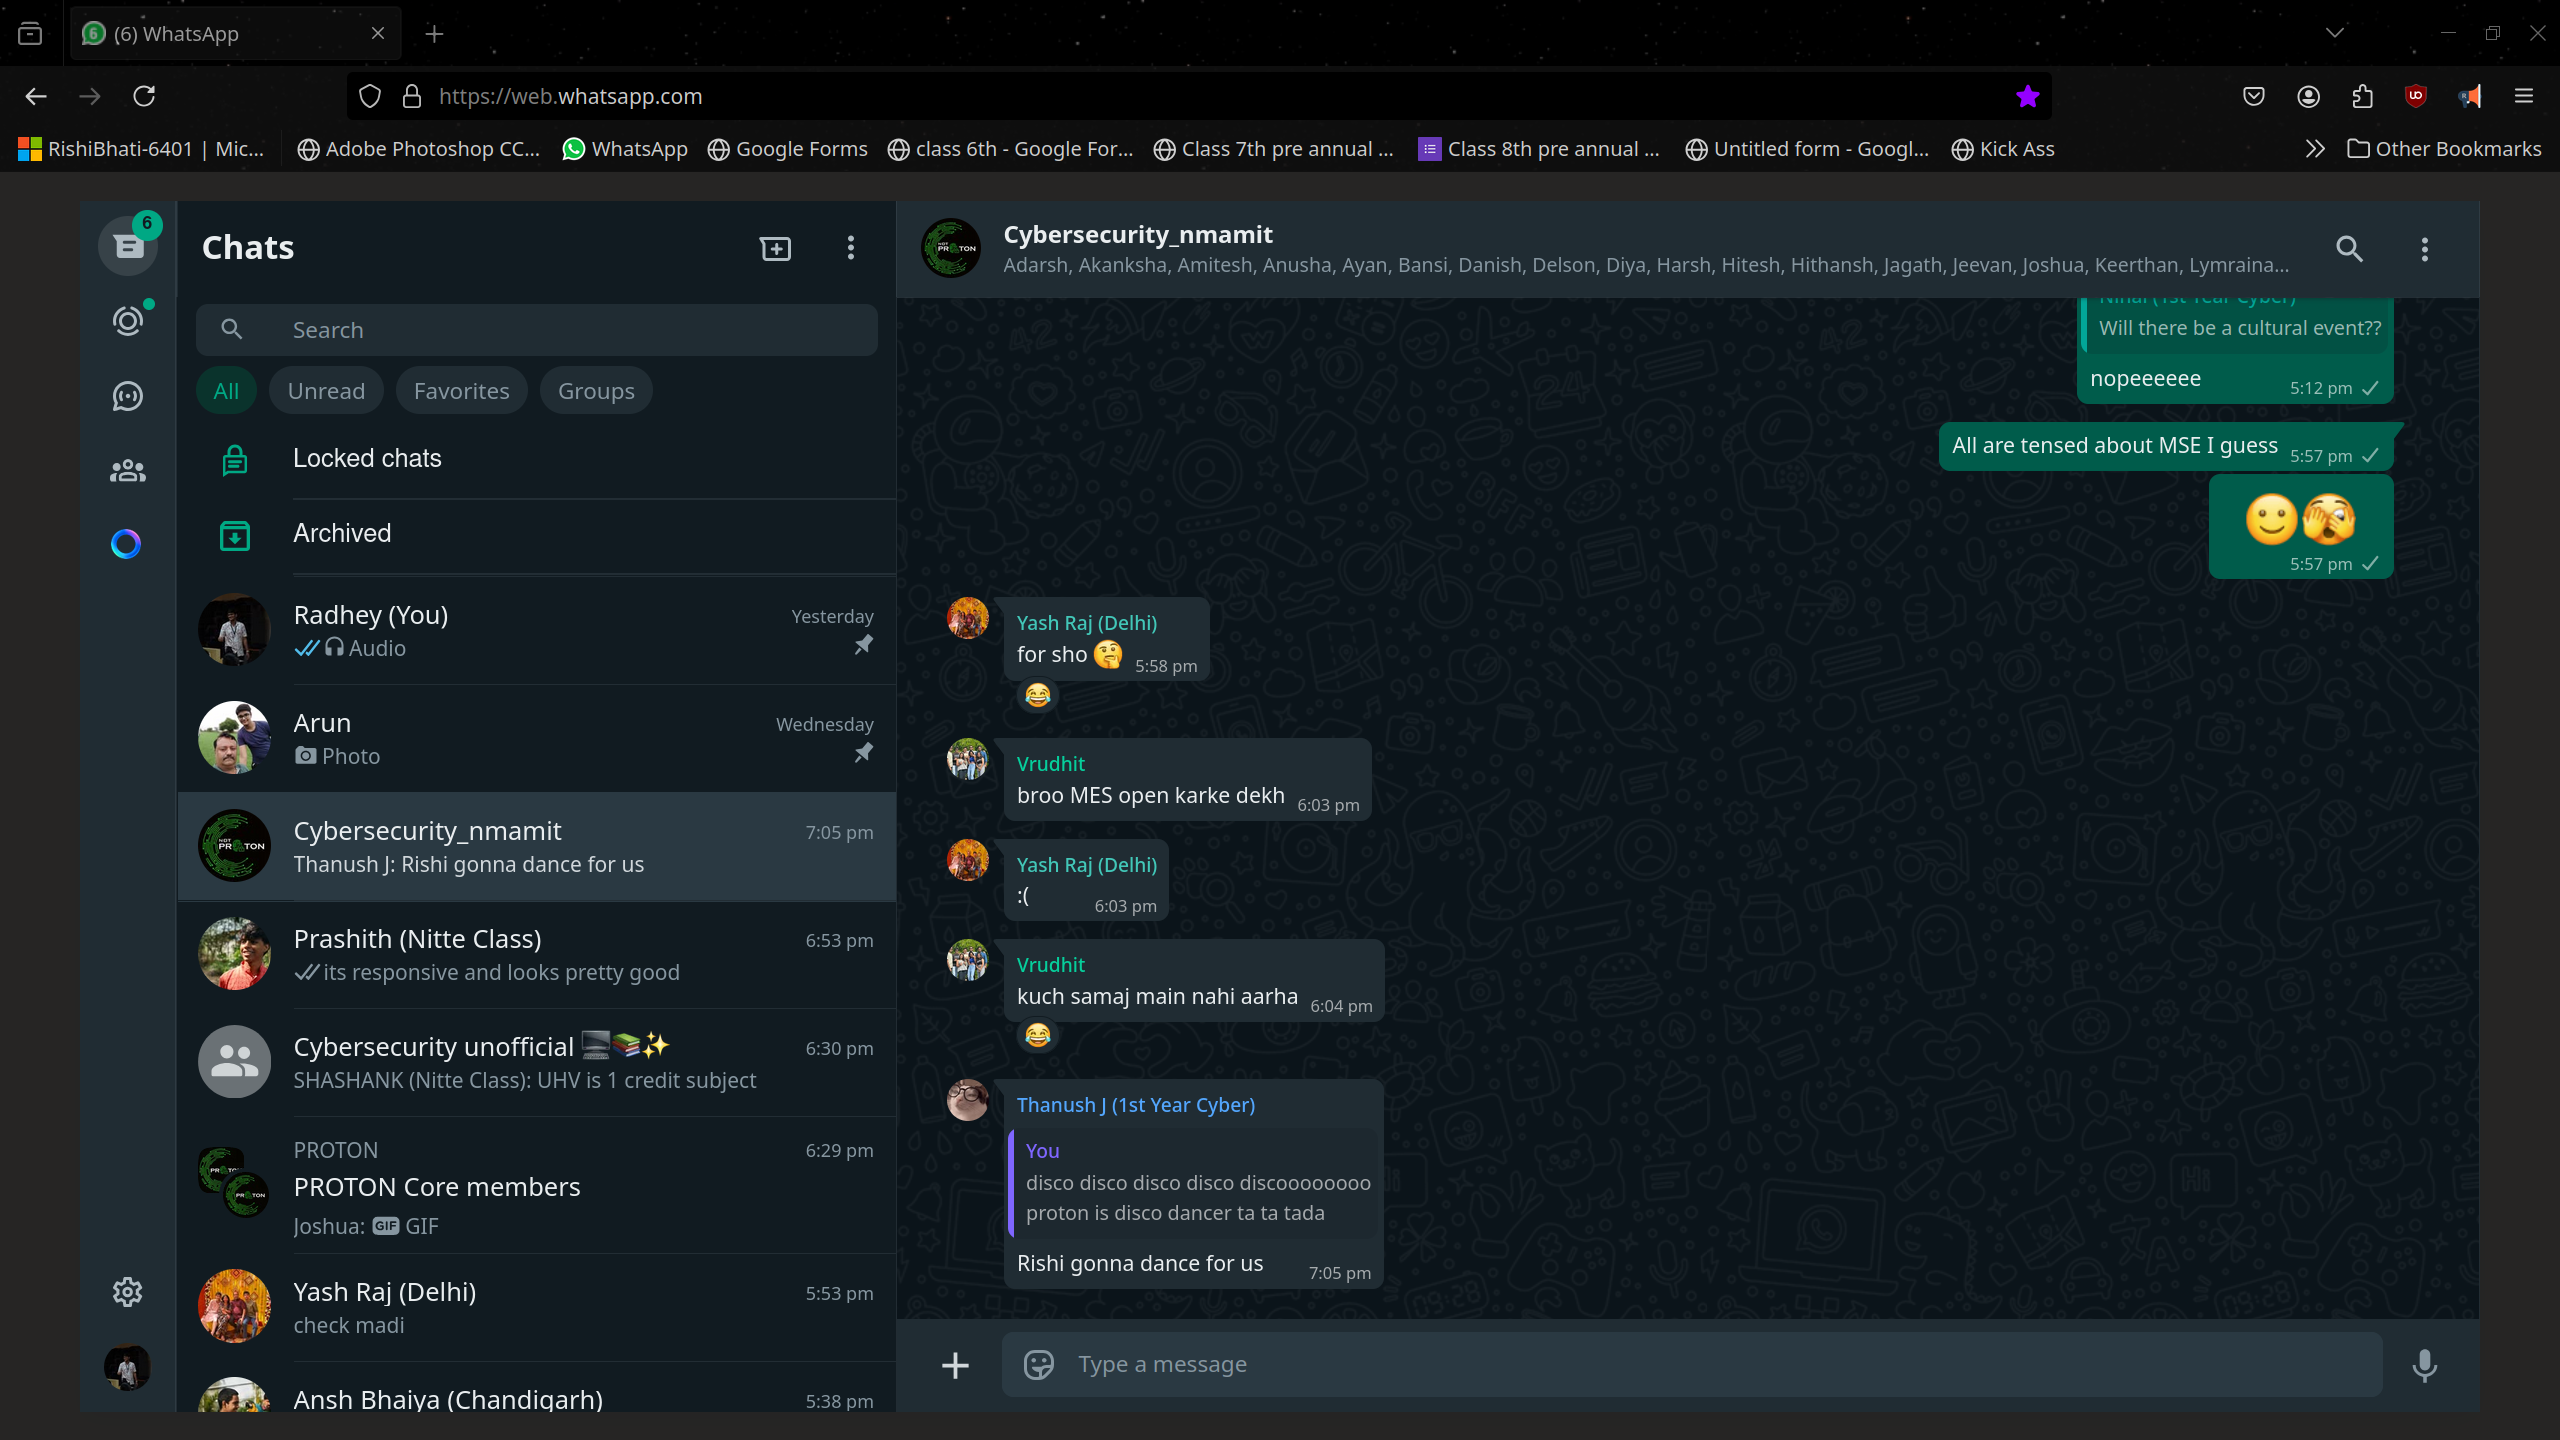 (6) WhatsApp
https://web.whatsapp.com
RishiBhati-6401 | Mic...
Adobe Photoshop CC...
WhatsApp
Google Forms
class 6th - Google For...
Class 7th pre annual ...
Class 8th pre annual ...
Untitled form - Googl...
Kick Ass
Other Bookmarks
6
Chats
Search
All
Unread
Favorites
Groups
Locked chats
Archived
Radhey (You)
Yesterday
Audio
Arun
Wednesday
Photo
Cybersecurity_nmamit
7:05 pm
Thanush J: Rishi gonna dance for us
Prashith (Nitte Class)
6:53 pm
its responsive and looks pretty good
Cybersecurity unofficial 🖥️📚✨
6:30 pm
SHASHANK (Nitte Class): UHV is 1 credit subject
PROTON
6:29 pm
PROTON Core members
Joshua: GIF GIF
Yash Raj (Delhi)
5:53 pm
check madi
Ansh Bhaiya (Chandigarh)
5:38 pm
Cybersecurity_nmamit
Adarsh, Akanksha, Amitesh, Anusha, Ayan, Bansi, Danish, Delson, Diya, Harsh, Hitesh, Hithansh, Jagath, Jeevan, Joshua, Keerthan, Lymraina...
Nihal (1st Year Cyber)
Will there be a cultural event??
nopeeeeee
5:12 pm
All are tensed about MSE I guess
5:57 pm
🙂🫣
5:57 pm
Yash Raj (Delhi)
for sho 🤔
5:58 pm
😂
Vrudhit
broo MES open karke dekh
6:03 pm
Yash Raj (Delhi)
:(
6:03 pm
Vrudhit
kuch samaj main nahi aarha
6:04 pm
😂
Thanush J (1st Year Cyber)
You
disco disco disco disco discoooooooo
proton is disco dancer ta ta tada
Rishi gonna dance for us
7:05 pm
Type a message